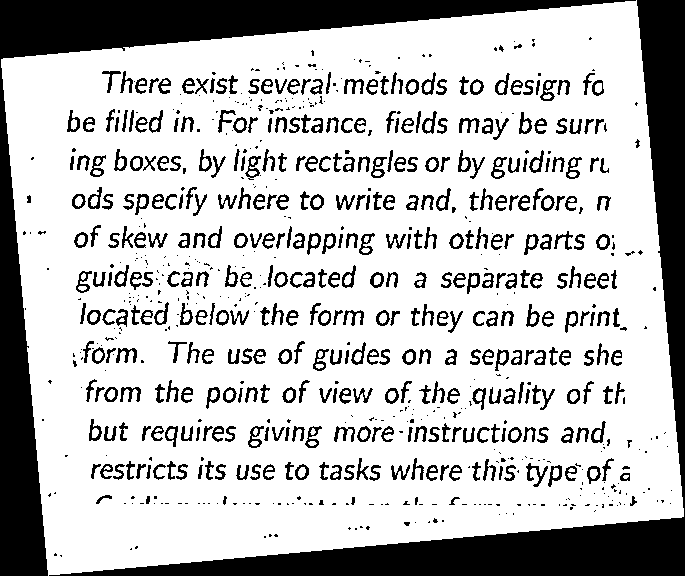 There exist several methods to design fo
be filled in. For instance, fields may be surr
ing boxes, by light rectangles or by guiding ru
ods specify where to write and, therefore, m
of skew and overlapping with other parts of
guides can be located on a separate sheet
located below the form or they can be print
form. The use of guides on a separate she
from the point of view of the quality of th
but requires giving more instructions and,
restricts its use to tasks where this type of a